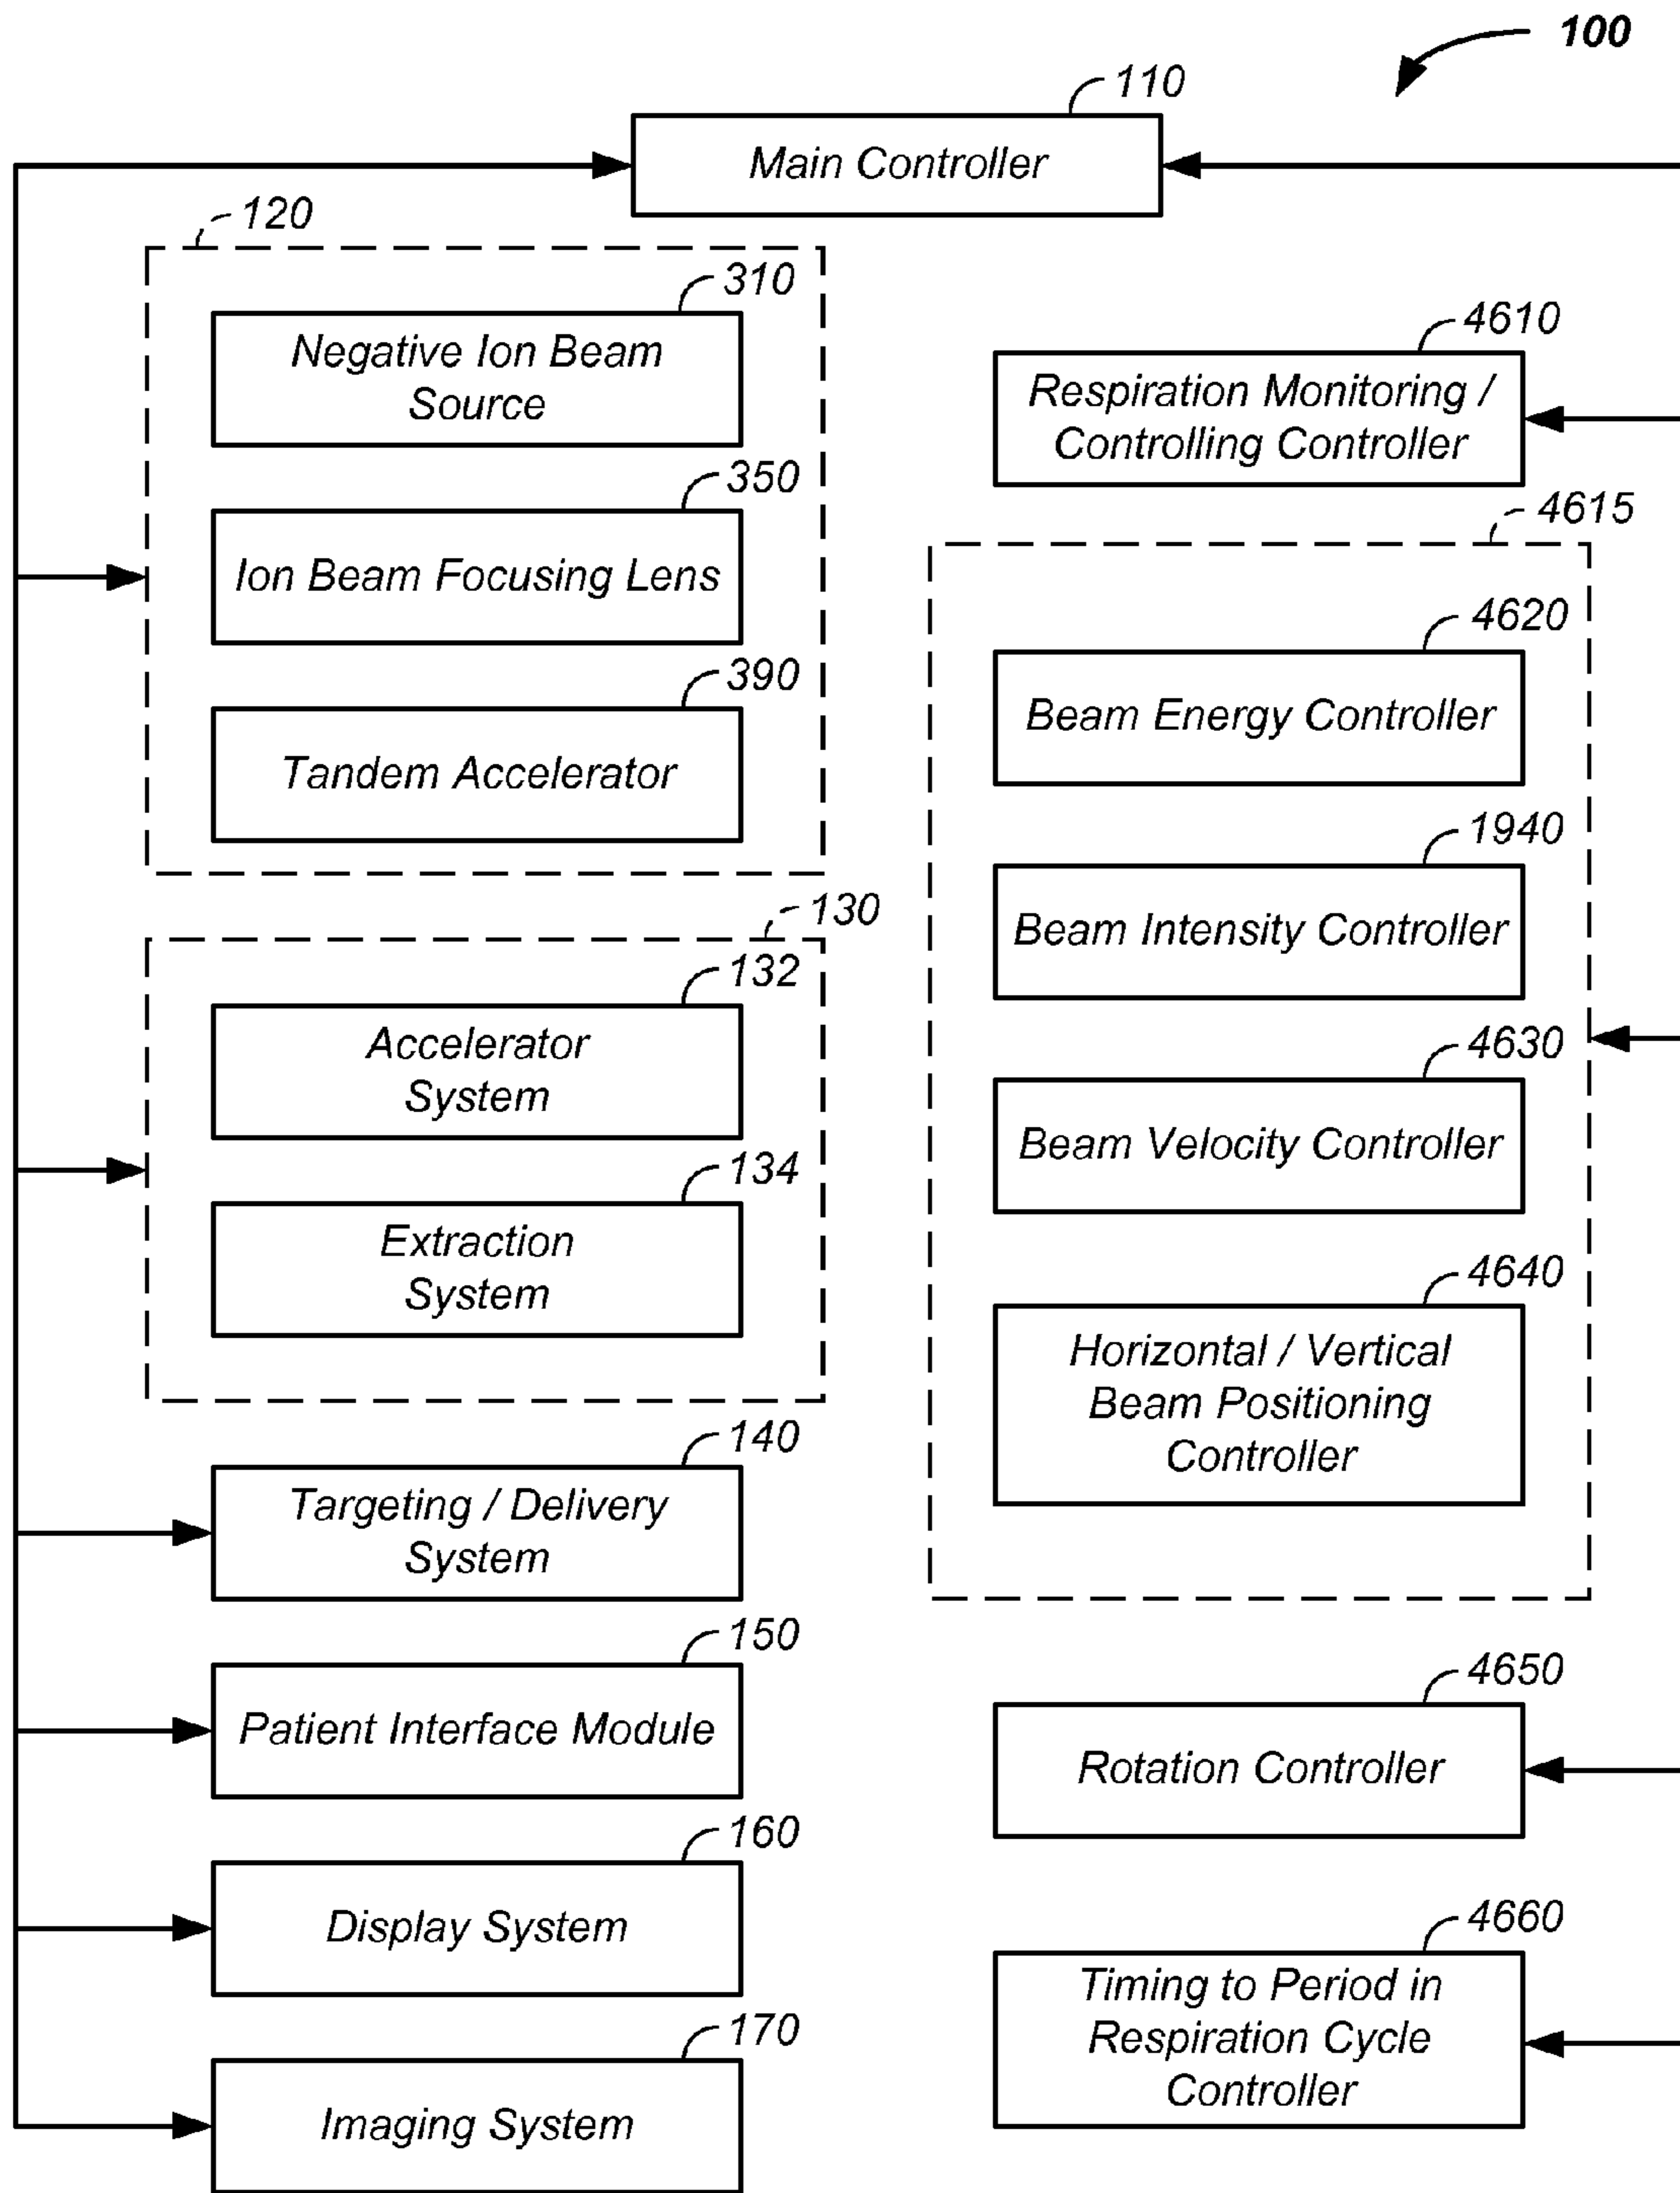 100
110
Main Controller
120
310
Negative Ion Beam
Source
350
Ion Beam Focusing Lens
390
Tandem Accelerator
130
132
Accelerator
System
134
Extraction
System
140
Targeting / Delivery
System
150
Patient Interface Module
160
Display System
170
Imaging System
4610
Respiration Monitoring /
Controlling Controller
4615
4620
Beam Energy Controller
1940
Beam Intensity Controller
4630
Beam Velocity Controller
4640
Horizontal / Vertical
Beam Positioning
Controller
4650
Rotation Controller
4660
Timing to Period in
Respiration Cycle
Controller